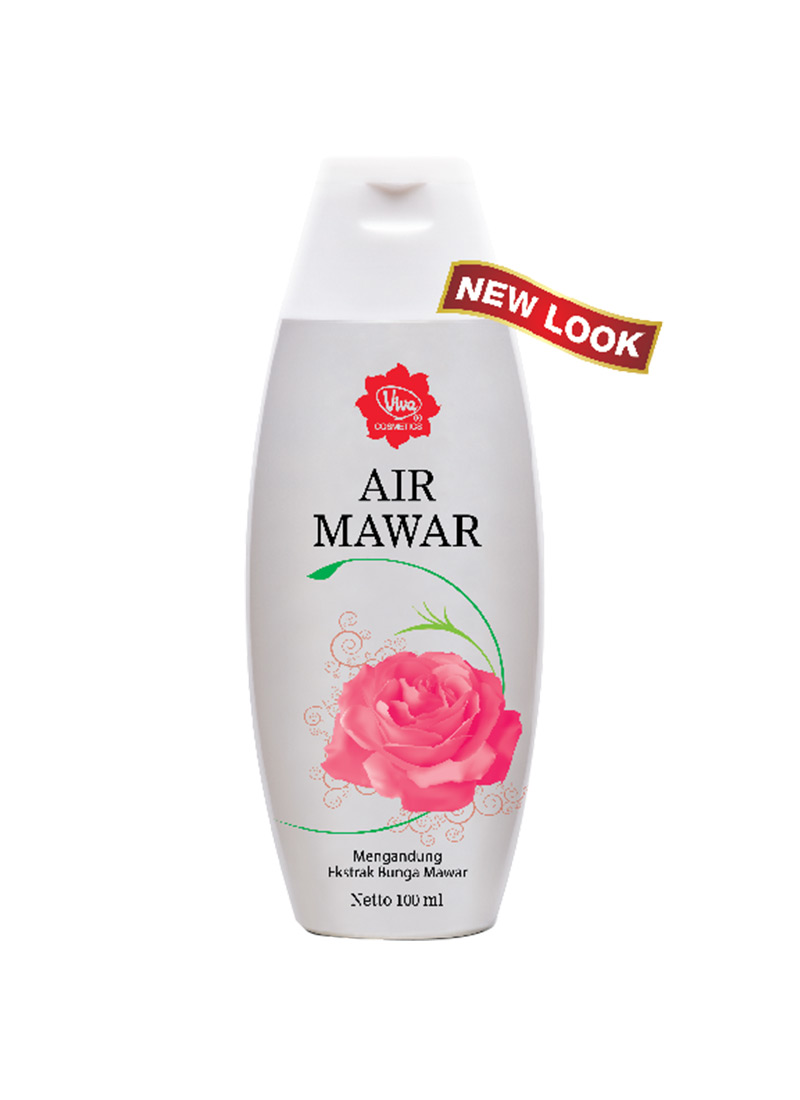 NEW LOOK
Viva
COSMETICS
AIR
MAWAR
Mengandung
Ekstrak Bunga Mawar
Netto 100 ml